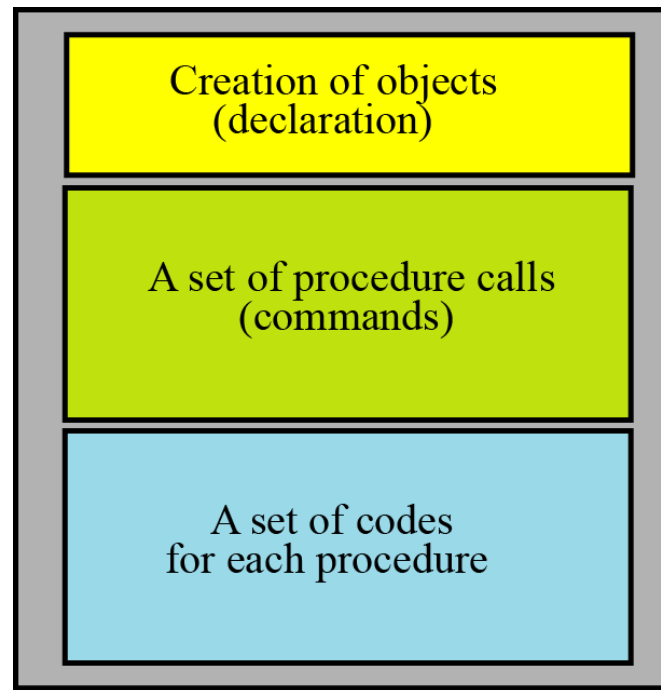 Creation of objects
(declaration)
A set of procedure calls
(commands)
A set of codes
for each procedure